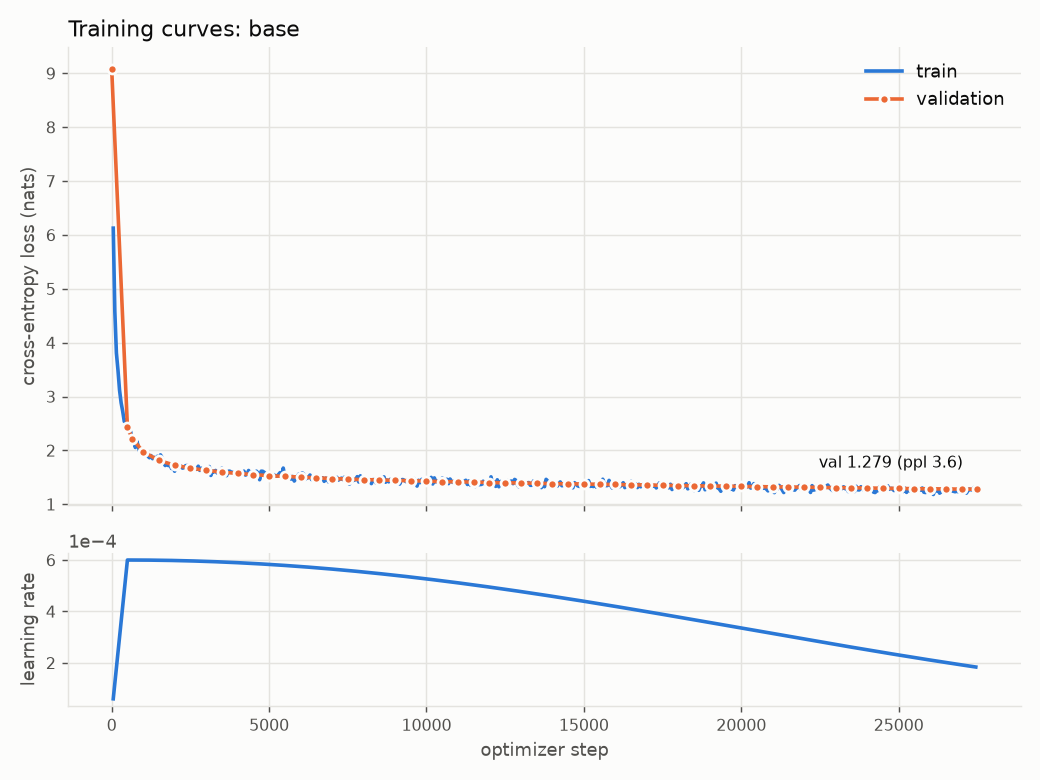 Training curves: base
train
validation
9
8
7
6
5
4
3
2
1
cross-entropy loss (nats)
val 1.279 (ppl 3.6)
1e−4
6
4
2
learning rate
0
5000
10000
15000
20000
25000
optimizer step